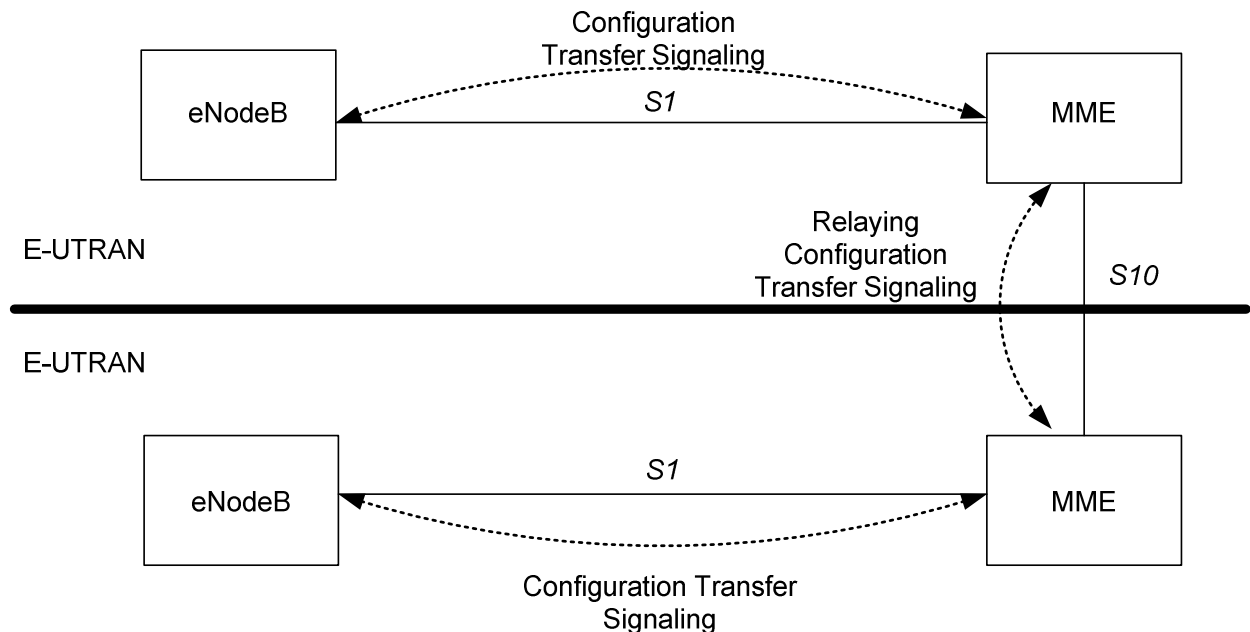 Configuration
Transfer Signaling
eNodeB
S1
MME
Relaying
Configuration
Transfer Signaling
E-UTRAN
S10
E-UTRAN
eNodeB
S1
MME
Configuration Transfer
Signaling